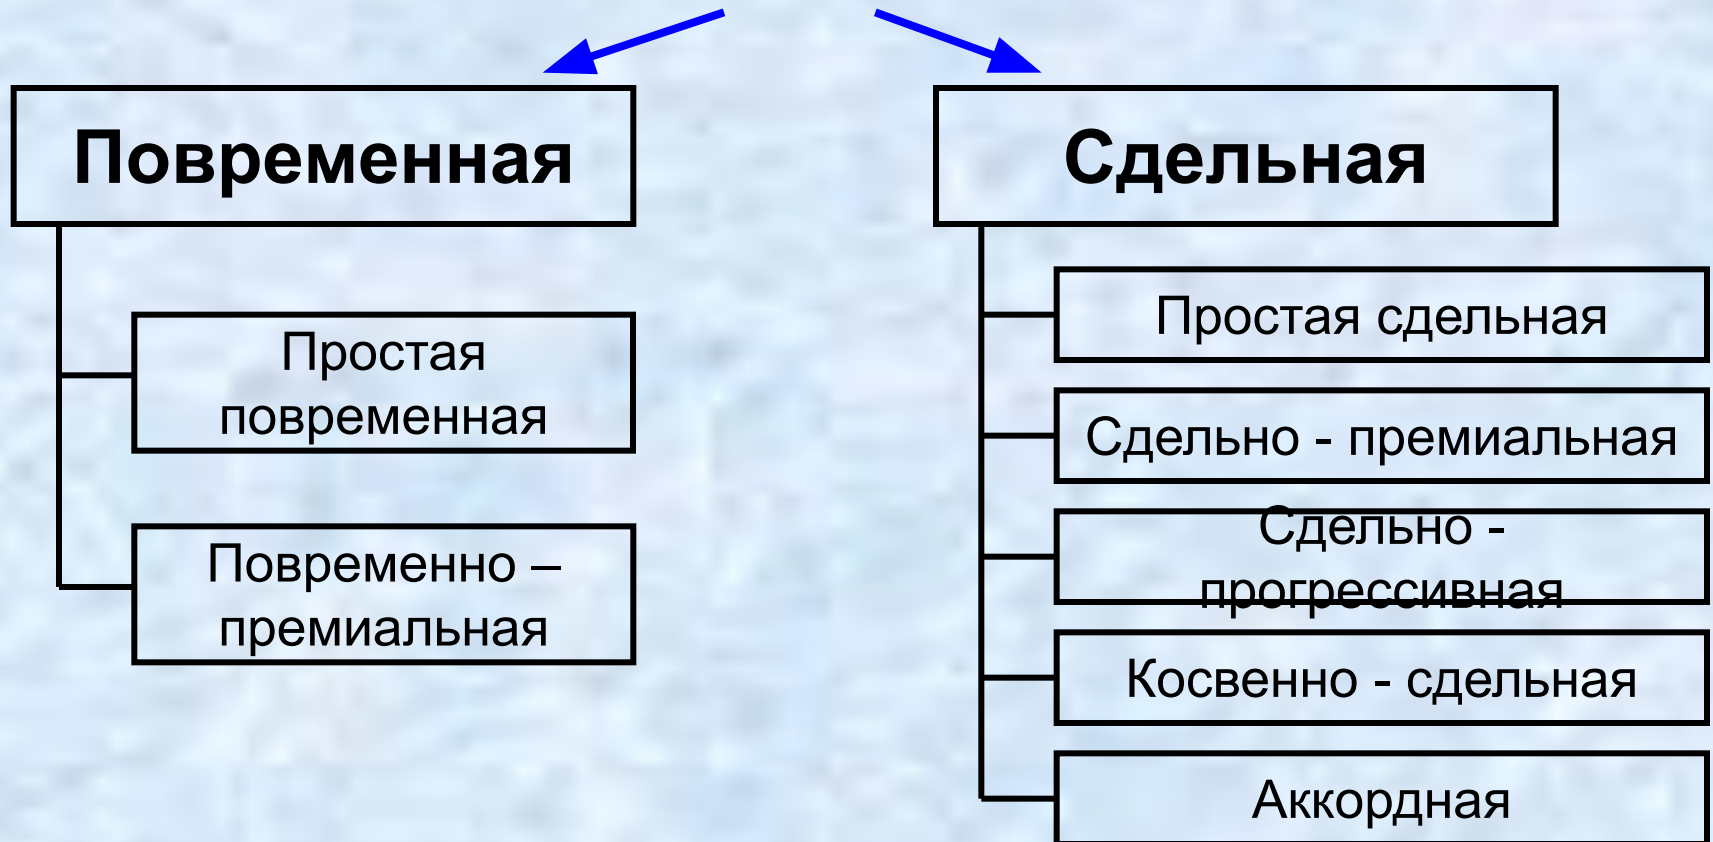 Повременная
Простая
повременная
Повременно –
премиальная
Сдельная
Простая сдельная
Сдельно - премиальная
Сдельно -
прогрессивная
Косвенно - сдельная
Аккордная